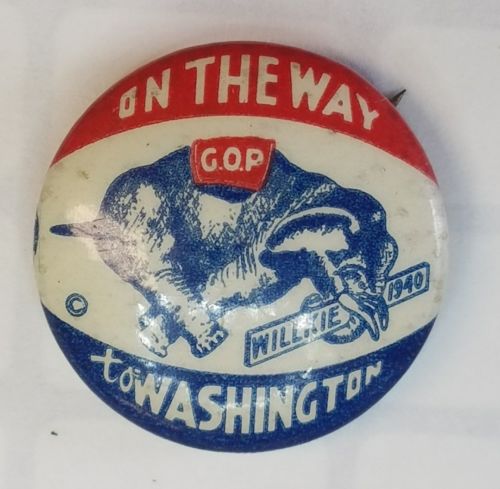 ON THE WAY
G.O.P
©
WILLKIE 1940
to WASHINGTON